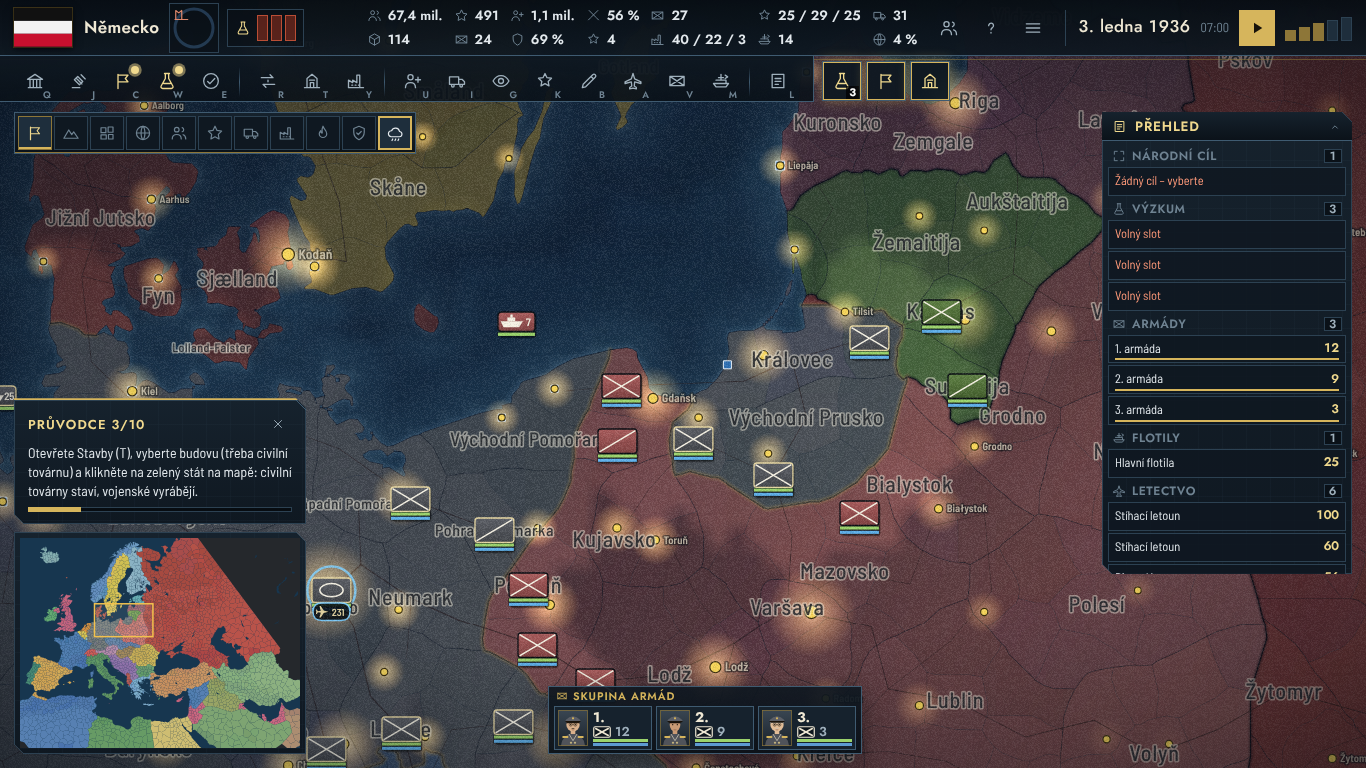 Německo
67,4 mil.
491
1,1 mil.
56 %
27
25 / 29 / 25
31
114
24
69 %
4
40 / 22 / 3
14
4 %
?
3. ledna 1936
07:00
Q
J
C
W
E
R
T
Y
U
I
G
K
B
A
V
M
L
3
Pskov
Aalborg
Riga
Kuronsko
Zemgale
Liepāja
Skåne
Aarhus
Jižní Jutsko
Aukštaitija
Žemaitija
Kodaň
Sjælland
Fyn
Lolland-Falster
Tilsit
7
Královec
Kiel
25
Gdaňsk
Grodno
Východní Prusko
Východní Pomořan
Grodno
Bialystok
Białystok
Kujavsko
Toruň
Mazovsko
Varšava
Polesí
Neumark
231
Lodž
Lodž
Lublin
Žytomyr
Volyň
Kielce
PŘEHLED
NÁRODNÍ CÍL
1
Žádný cíl – vyberte
VÝZKUM
3
Volný slot
Volný slot
Volný slot
ARMÁDY
3
1. armáda
12
2. armáda
9
3. armáda
3
FLOTILY
1
Hlavní flotila
25
LETECTVO
6
Stíhací letoun
100
Stíhací letoun
60
PRŮVODCE 3/10
Otevřete Stavby (T), vyberte budovu (třeba civilní
továrnu) a klikněte na zelený stát na mapě: civilní
továrny staví, vojenské vyrábějí.
SKUPINA ARMÁD
1.
12
2.
9
3.
3